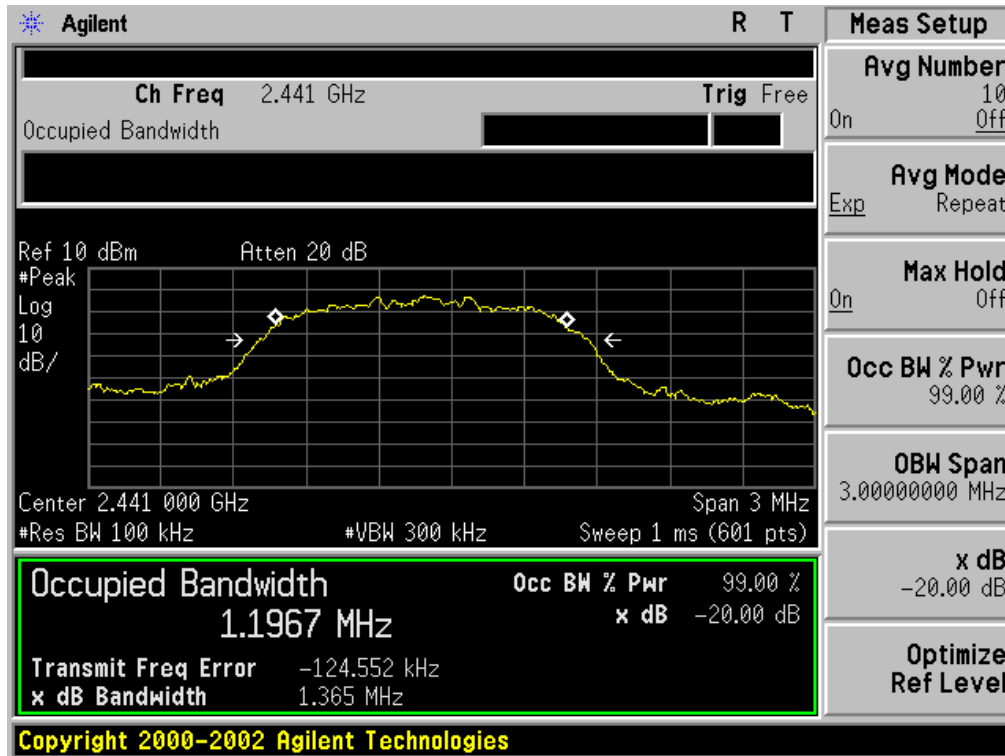 Agilent R T
Ch Freq 2.441 GHz Trig Free
Occupied Bandwidth
Ref 10 dBm Atten 20 dB
#Peak
Log
10
dB/
Center 2.441 000 GHz Span 3 MHz
#Res BW 100 kHz #VBW 300 kHz Sweep 1 ms (601 pts)
Occupied Bandwidth
1.1967 MHz
Occ BW % Pwr 99.00 %
x dB -20.00 dB
Transmit Freq Error -124.552 kHz
x dB Bandwidth 1.365 MHz
Meas Setup
Avg Number
10
On Off
Avg Mode
Exp Repeat
Max Hold
On Off
Occ BW % Pwr
99.00 %
OBW Span
3.00000000 MHz
x dB
-20.00 dB
Optimize
Ref Level
Copyright 2000-2002 Agilent Technologies